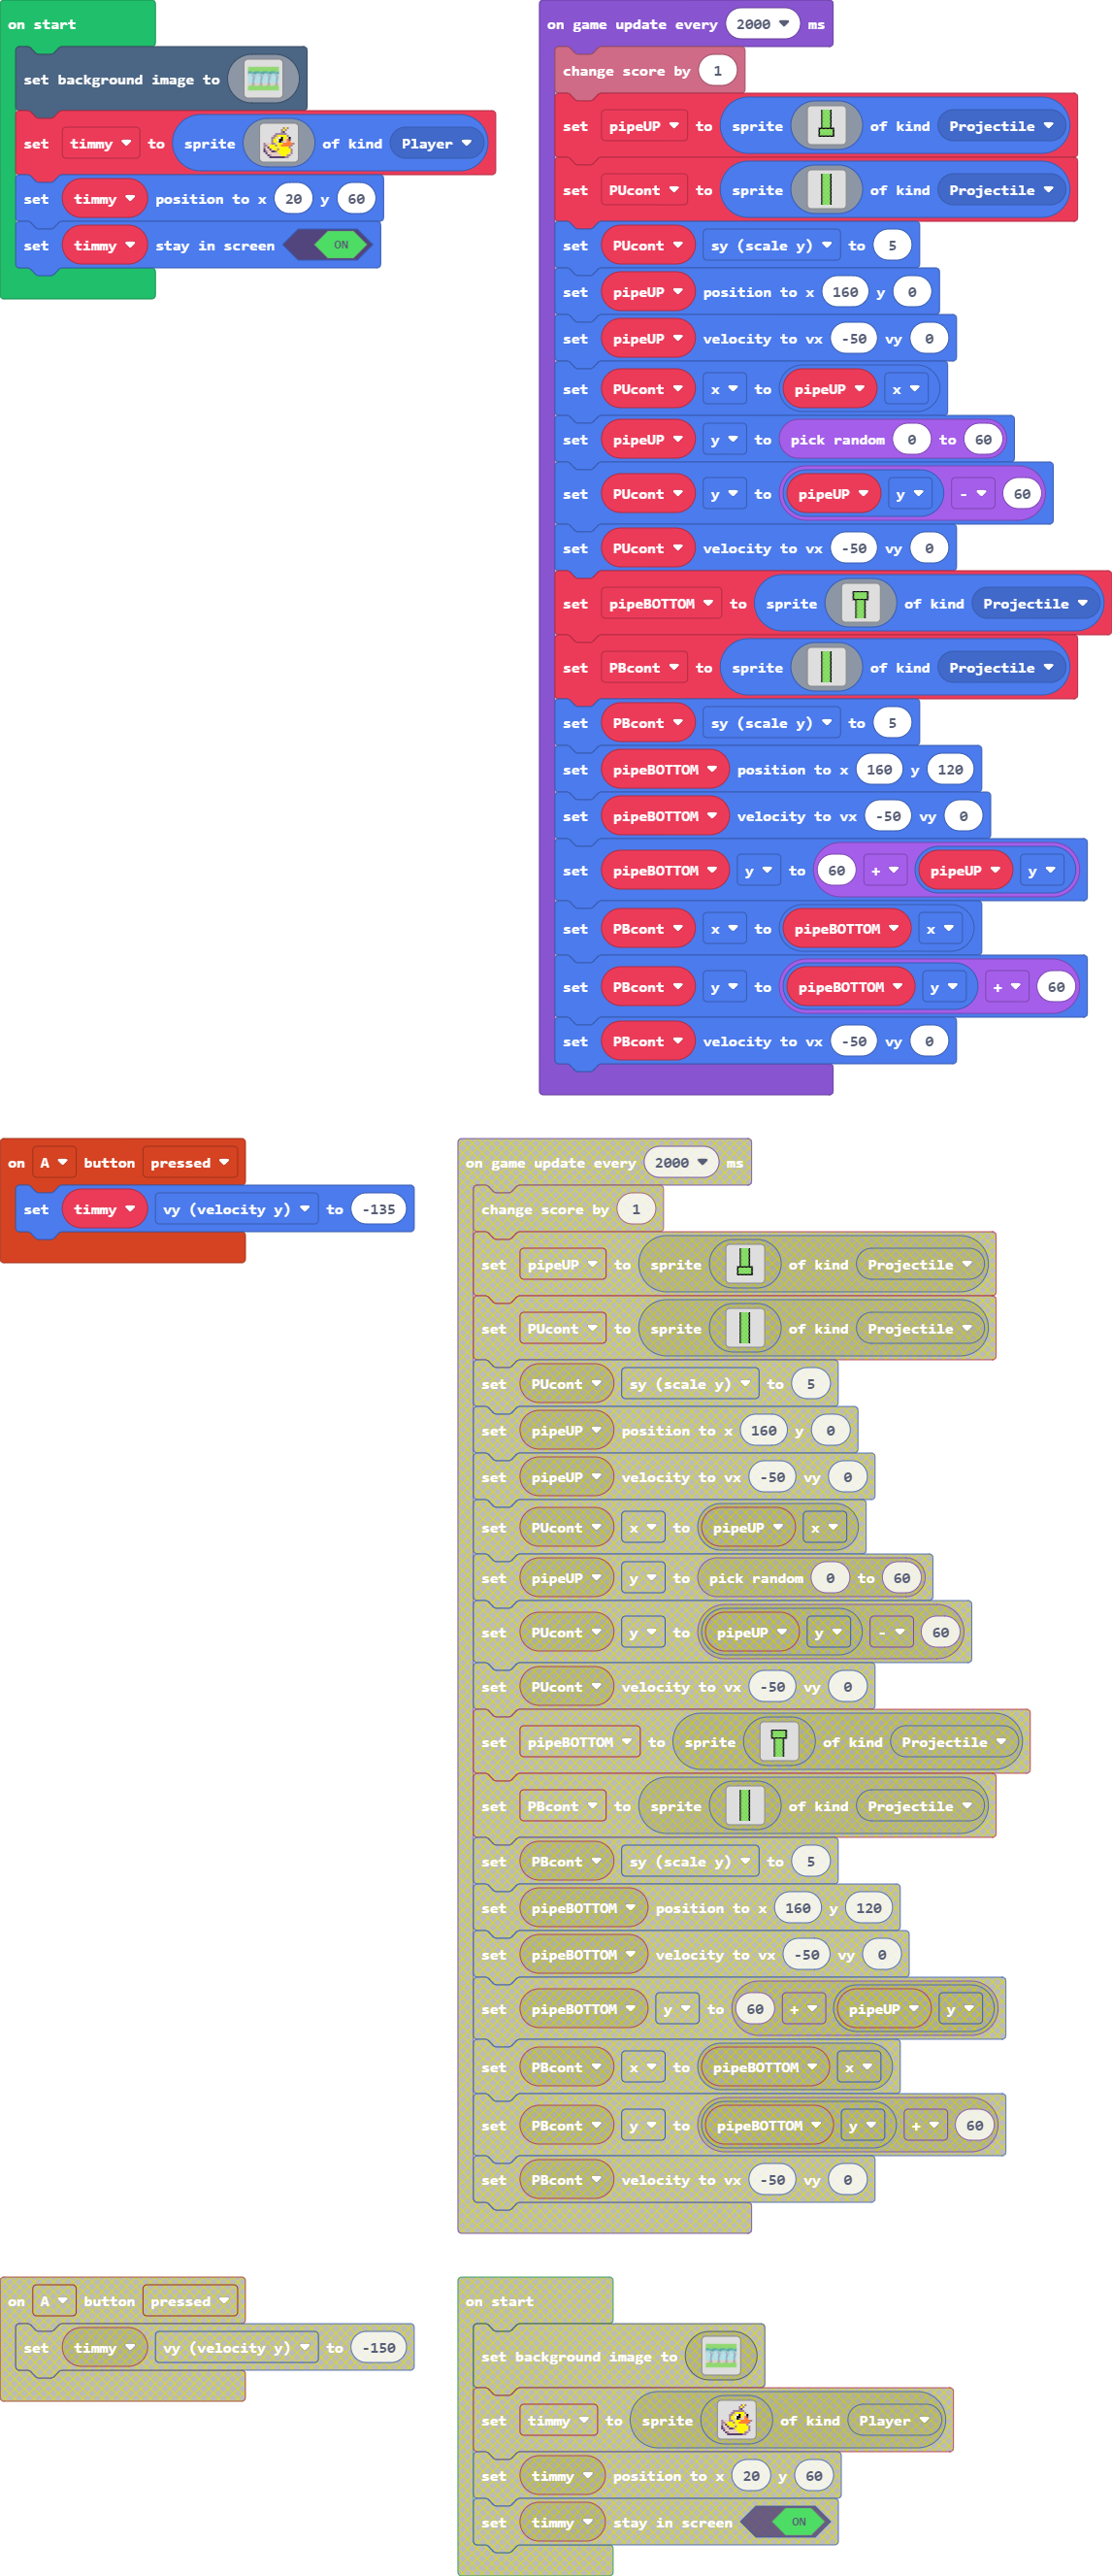 on start
set background image to
set timmy to sprite of kind Player
set timmy position to x 20 y 60
set timmy stay in screen ON
on game update every 2000 ms
change score by 1
set pipeUP to sprite of kind Projectile
set PUcont to sprite of kind Projectile
set PUcont sy (scale y) to 5
set pipeUP position to x 160 y 0
set pipeUP velocity to vx -50 vy 0
set PUcont x to pipeUP x
set pipeUP y to pick random 0 to 60
set PUcont y to pipeUP y - 60
set PUcont velocity to vx -50 vy 0
set pipeBOTTOM to sprite of kind Projectile
set PBcont to sprite of kind Projectile
set PBcont sy (scale y) to 5
set pipeBOTTOM position to x 160 y 120
set pipeBOTTOM velocity to vx -50 vy 0
set pipeBOTTOM y to 60 + pipeUP y
set PBcont x to pipeBOTTOM x
set PBcont y to pipeBOTTOM y + 60
set PBcont velocity to vx -50 vy 0
on A button pressed
set timmy vy (velocity y) to -135
on game update every 2000 ms
change score by 1
set pipeUP to sprite of kind Projectile
set PUcont to sprite of kind Projectile
set PUcont sy (scale y) to 5
set pipeUP position to x 160 y 0
set pipeUP velocity to vx -50 vy 0
set PUcont x to pipeUP x
set pipeUP y to pick random 0 to 60
set PUcont y to pipeUP y - 60
set PUcont velocity to vx -50 vy 0
set pipeBOTTOM to sprite of kind Projectile
set PBcont to sprite of kind Projectile
set PBcont sy (scale y) to 5
set pipeBOTTOM position to x 160 y 120
set pipeBOTTOM velocity to vx -50 vy 0
set pipeBOTTOM y to 60 + pipeUP y
set PBcont x to pipeBOTTOM x
set PBcont y to pipeBOTTOM y + 60
set PBcont velocity to vx -50 vy 0
on A button pressed
set timmy vy (velocity y) to -150
on start
set background image to
set timmy to sprite of kind Player
set timmy position to x 20 y 60
set timmy stay in screen ON